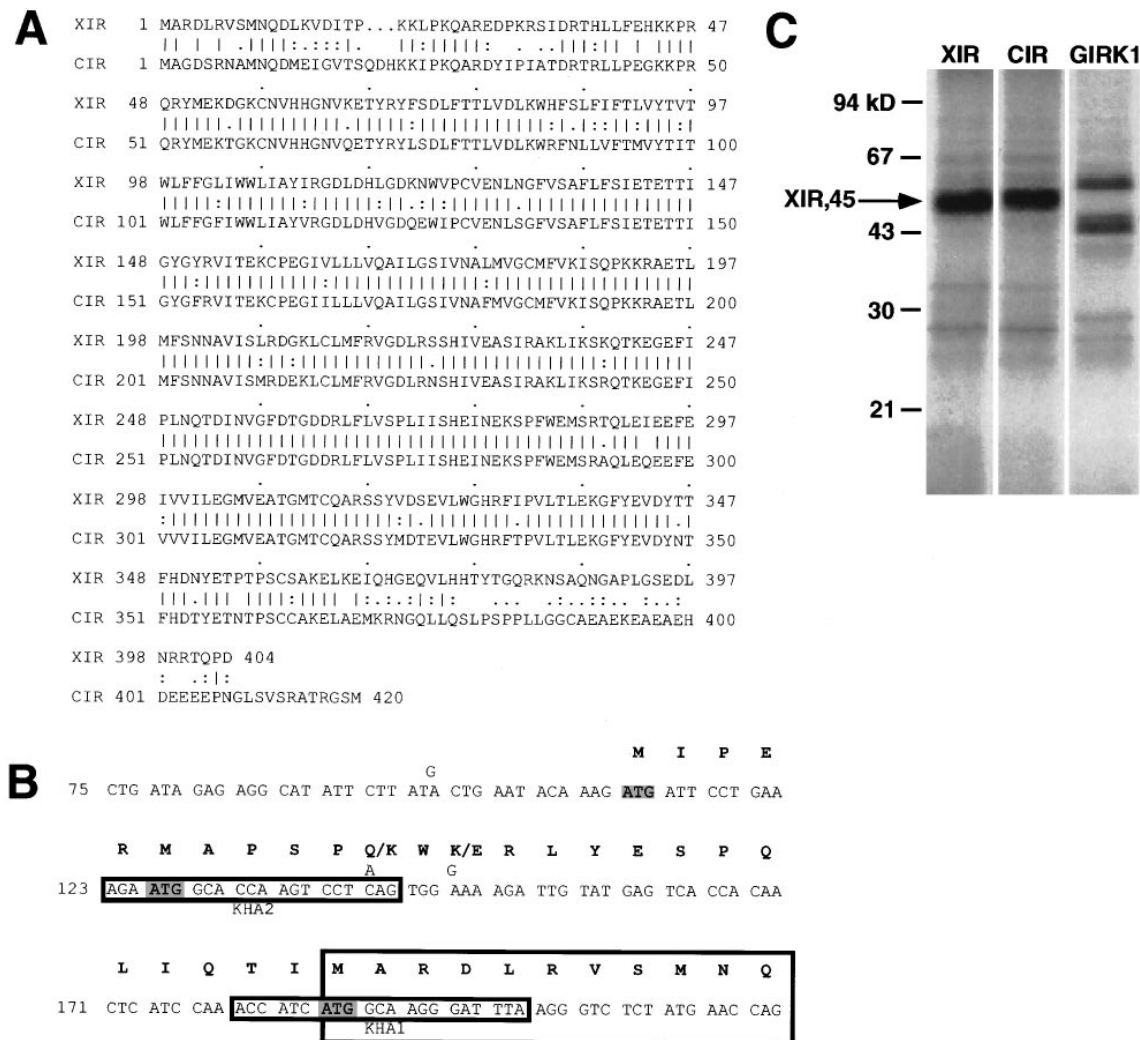 A
XIR 1 MARDLRVSMNQDLKVDITP...KKLPKQAREDPKRSIDRTHLLFEHKKPR 47
CIR 1 MAGDSRNAMNQDMEIGVTSQDHKKIPKQARDYIPIATDRTRLLPEGKKPR 50
XIR 48 QRYMEKDGKCNVHHGNVKETYRYFSDLFTTLVDLKWHFSLFIFTLVYTVT 97
CIR 51 QRYMEKTGKCNVHHGNVQETYRYLSDLFTTLVDLKWRFNLLVFTMVYTIT 100
XIR 98 WLFFGLIWWLIAYIRGDLDHLGDKNWVPCVENLNGFVSAFLFSIETETTI 147
CIR 101 WLFFGFIWWLIAYVRGDLDHVGDQEWIPCVENLSGFVSAFLFSIETETTI 150
XIR 148 GYGYRVITEKCPEGIVLLLVQAILGSIVNALMVGCMFVKISQPKKRAETL 197
CIR 151 GYGFRVITEKCPEGIILLLVQAILGSIVNAFMVGCMFVKISQPKKRAETL 200
XIR 198 MFSNNAVISLRDGKLCLMFRVGDLRSSHIVEASIRAKLIKSKQTKEGEFI 247
CIR 201 MFSNNAVISMRDEKLCLMFRVGDLRNSHIVEASIRAKLIKSRQTKEGEFI 250
XIR 248 PLNQTDINVGFDTGDDRLFLVSPLIISHEINEKSPFWEMSRTQLEIEEFE 297
CIR 251 PLNQTDINVGFDTGDDRLFLVSPLIISHEINEKSPFWEMSRAQLEQEEFE 300
XIR 298 IVVILEGMVEATGMTCQARSSYVDSEVLWGHRFIPVLTLEKGFYEVDYTT 347
CIR 301 VVVILEGMVEATGMTCQARSSYMDTEVLWGHRFTPVLTLEKGFYEVDYNT 350
XIR 348 FHDNYETPTPSCSAKELKEIQHGEQVLHHTYTGQRKNSAQNGAPLGSEDL 397
CIR 351 FHDTYETNTPSCCAKELAEMKRNGQLLQSLPSPPLLGGCAEAEKEAEAEH 400
XIR 398 NRRTQPD 404
CIR 401 DEEEEPNGLSVSRATRGSM 420
B
M I P E
G
75 CTG ATA GAG AGG CAT ATT CTT ATA CTG AAT ACA AAG ATG ATT CCT GAA
R M A P S P Q/K W K/E R L Y E S P Q
A G
123 AGA ATG GCA CCA AGT CCT CAG TGG AAA AGA TTG TAT GAG TCA CCA CAA
KHA2
L I Q T I M A R D L R V S M N Q
171 CTC ATC CAA ACC ATC ATG GCA AGG GAT TTA AGG GTC TCT ATG AAC CAG
KHA1
C
XIR CIR GIRK1
94 kD
67
XIR,45
43
30
21